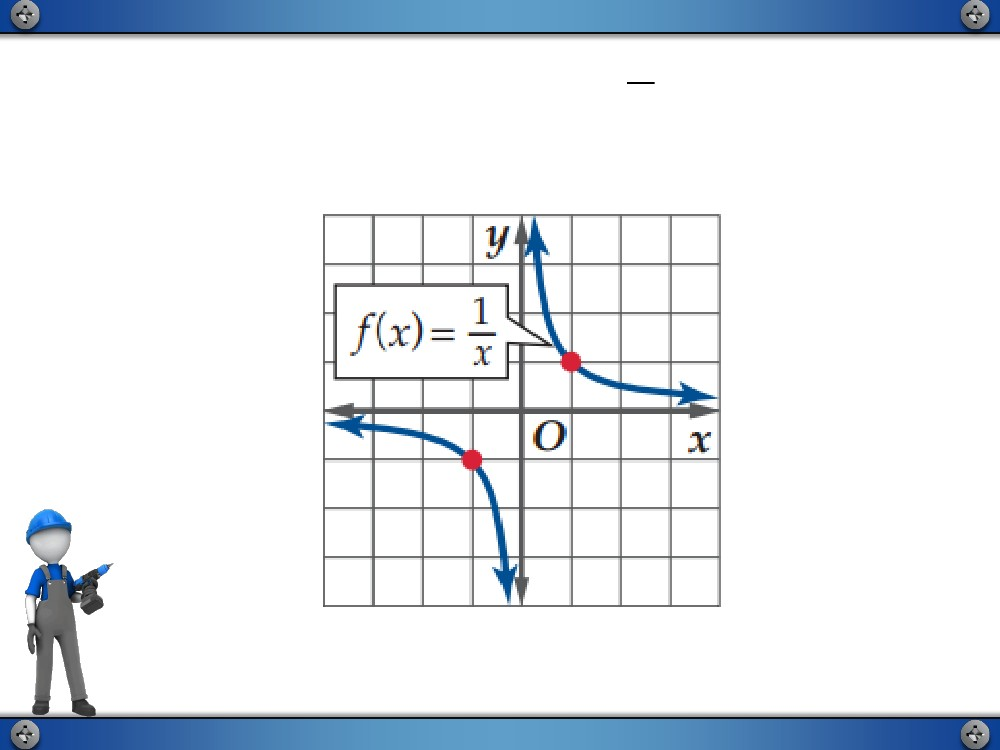 y
f(x) = 1/x
O
x